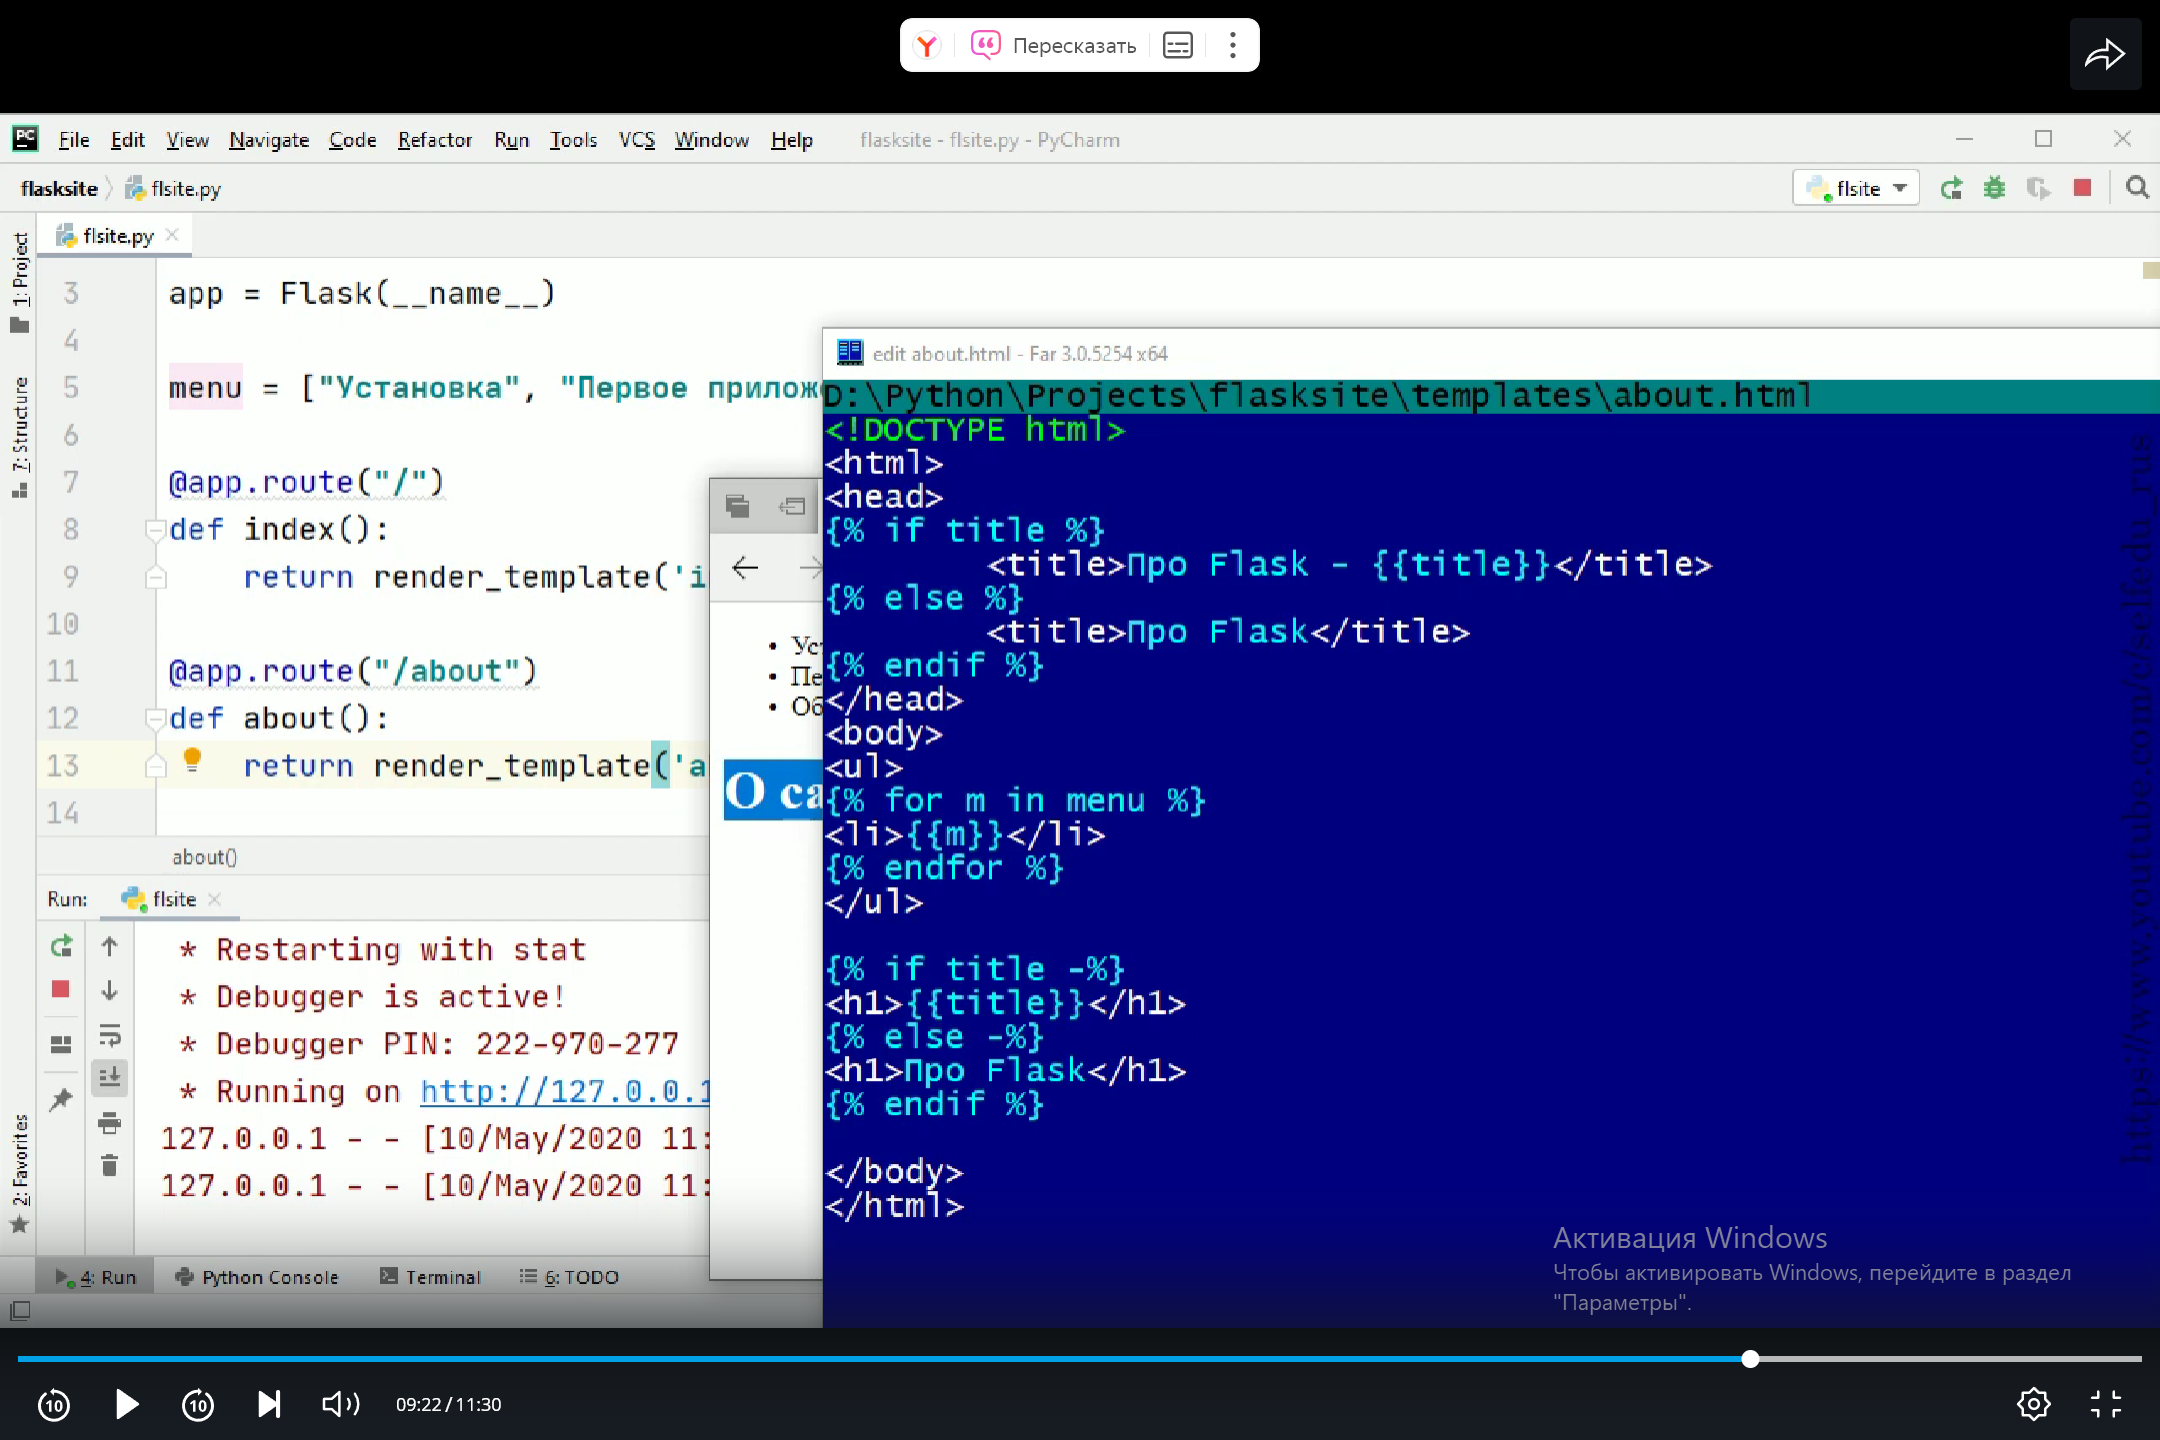 Пересказать
File Edit View Navigate Code Refactor Run Tools VCS Window Help flasksite - flsite.py - PyCharm
flasksite flsite.py
flsite
flsite.py
1: Project
7: Structure
2: Favorites
3 app = Flask(__name__)
4
5 menu = ["Установка", "Первое
6
7 @app.route("/")
8 def index():
9 return render_template('i
10
11 @app.route("/about")
12 def about():
13 return render_template('a
14
about()
Run: flsite
* Restarting with stat
* Debugger is active!
* Debugger PIN: 222-970-277
* Running on http://127.0.0.1
127.0.0.1 - - [10/May/2020 11:
127.0.0.1 - - [10/May/2020 11:
4: Run Python Console Terminal 6: TODO
edit about.html - Far 3.0.5254 x64
D:\Python\Projects\flasksite\templates\about.html
<!DOCTYPE html>
<html>
<head>
{% if title %}
<title>Про Flask - {{title}}</title>
{% else %}
<title>Про Flask</title>
{% endif %}
</head>
<body>
<ul>
{% for m in menu %}
<li>{{m}}</li>
{% endfor %}
</ul>
{% if title -%}
<h1>{{title}}</h1>
{% else -%}
<h1>Про Flask</h1>
{% endif %}
</body>
</html>
https://www.youtube.com/c/selfedu_rus
Активация Windows
Чтобы активировать Windows, перейдите в раздел
"Параметры".
10 10 09:22 / 11:30